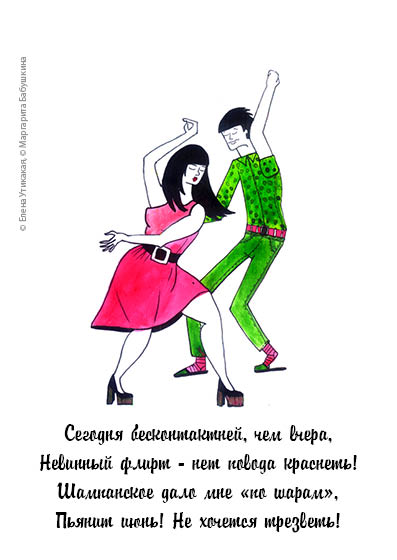 © Елена Утикакая, © Маргарита Бабушкина
Сегодня бесконтактней, чем вчера,
Невинный флирт - нет повода краснеть!
Шампанское дало мне «по шарам»,
Пьянит июнь! Не хочется трезветь!